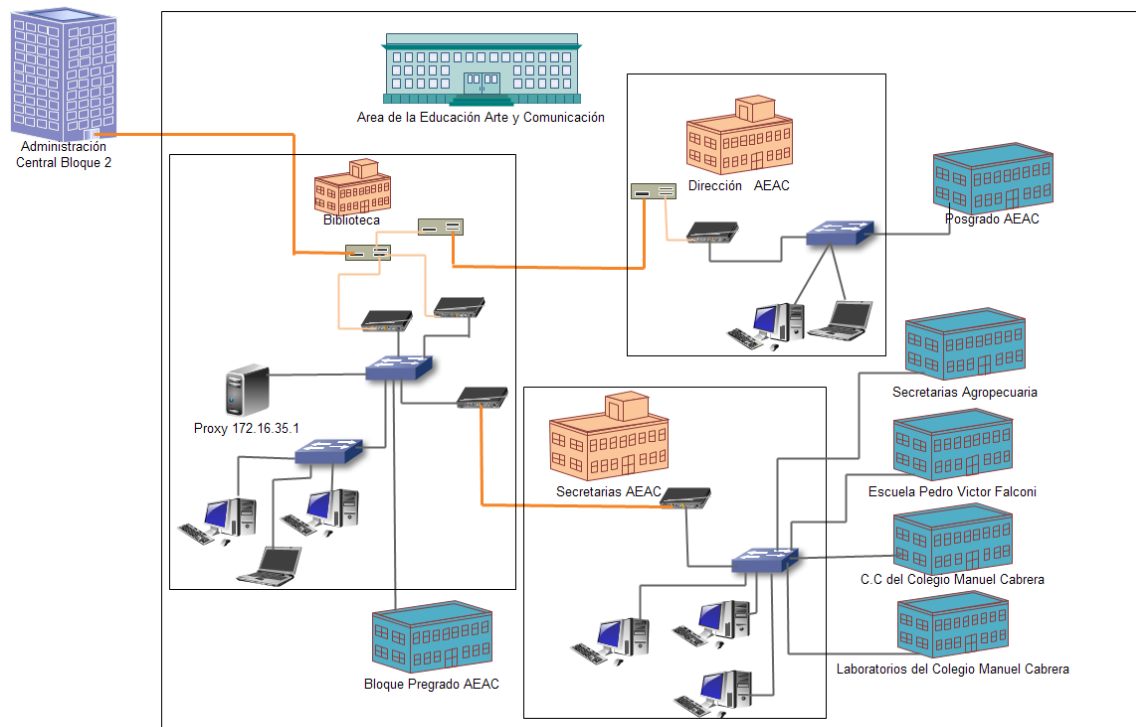 Administración
Central Bloque 2
Area de la Educación Arte y Comunicación
Biblioteca
Dirección AEAC
Posgrado AEAC
Proxy 172.16.35.1
Secretarias AEAC
Secretarias Agropecuaria
Escuela Pedro Victor Falconi
C.C del Colegio Manuel Cabrera
Laboratorios del Colegio Manuel Cabrera
Bloque Pregrado AEAC